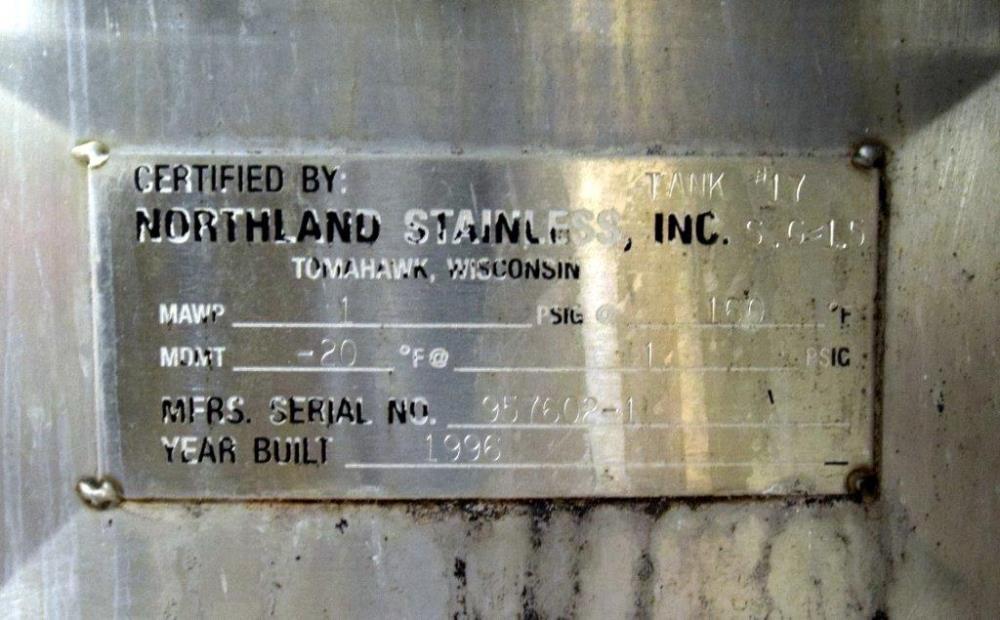 CERTIFIED BY: TANK #17
NORTHLAND STAINLESS, INC.
TOMAHAWK, WISCONSIN
MAWP 1 PSIG @ 160 °F
MDMT -20 °F@ 1 PSIG
MFRS. SERIAL NO. 957602-1
YEAR BUILT 1996